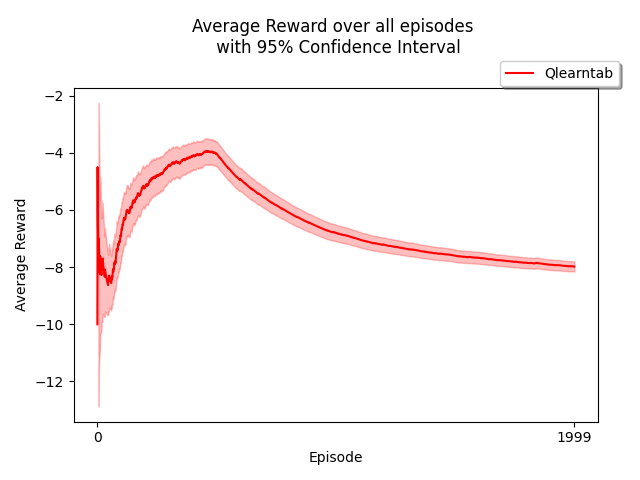 Average Reward over all episodes
with 95% Confidence Interval
Qlearntab
−2
−4
−6
−8
−10
−12
Average Reward
0
1999
Episode